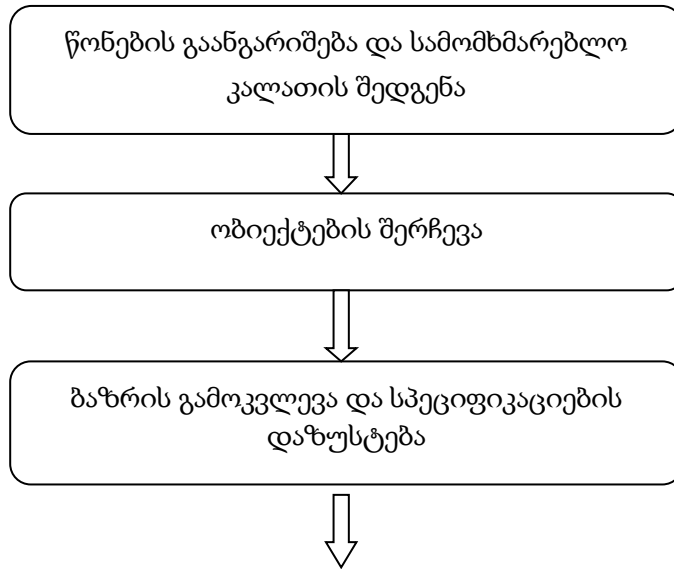 წონების გაანგარიშება და სამომხმარებლო
კალათის შედგენა
ობიექტების შერჩევა
ბაზრის გამოკვლევა და სპეციფიკაციების
დაზუსტება